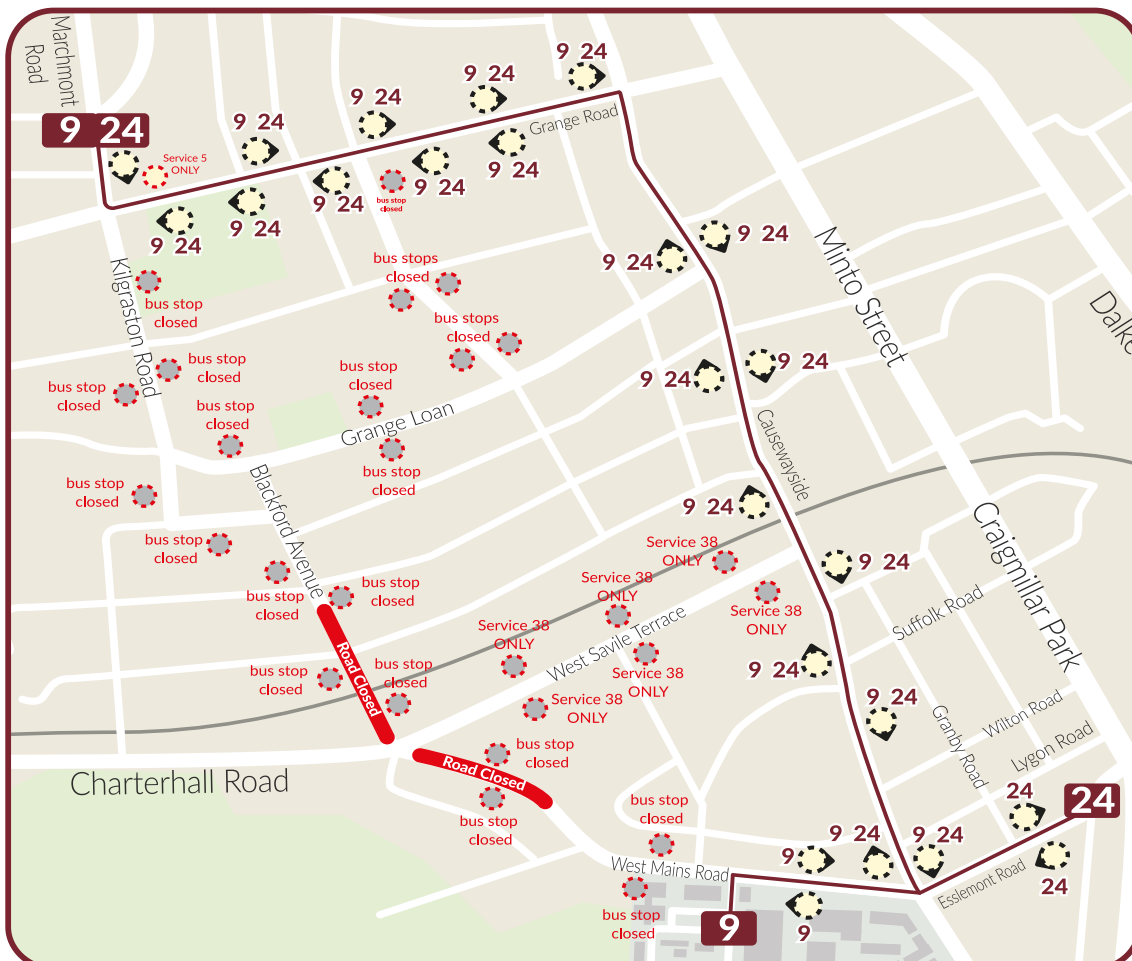 Marchmont
Road
9 24
9 24
9 24
9 24
9 24
Grange Road
Service 5
ONLY
9 24
9 24
9 24
9 24
9 24
bus stop
closed
Kilgraston Road
bus stop
closed
bus stops
closed
bus stops
closed
9 24
9 24
Minto Street
Dalke
bus stop
closed
bus stop
closed
bus stop
closed
bus stop
closed
Grange Loan
bus stop
closed
9 24
9 24
Causewayside
bus stop
closed
Blackford Avenue
bus stop
closed
bus stop
closed
bus stop
closed
9 24
9 24
Craigmillar Park
Service 38
ONLY
Service 38
ONLY
Service 38
ONLY
Service 38
ONLY
Service 38
ONLY
Service 38
ONLY
West Savile Terrace
Suffolk Road
9 24
9 24
bus stop
closed
Road Closed
bus stop
closed
Granby Road
Wilton Road
Lygon Road
Charterhall Road
Road Closed
bus stop
closed
bus stop
closed
bus stop
closed
West Mains Road
bus stop
closed
9
9 24
9 24
24
24
Esslemont Road
24
9
9